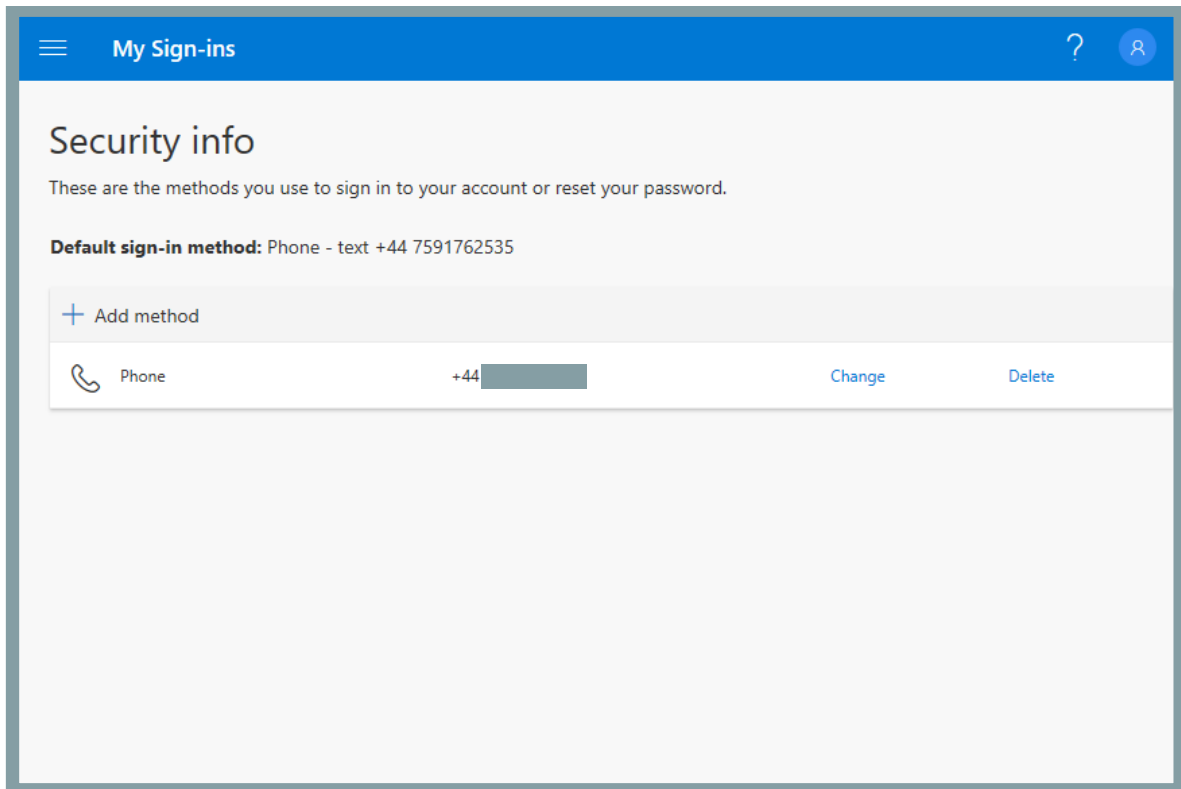 My Sign-ins ?
Security info
These are the methods you use to sign in to your account or reset your password.
Default sign-in method: Phone - text +44 7591762535
+ Add method
Phone +44 Change Delete